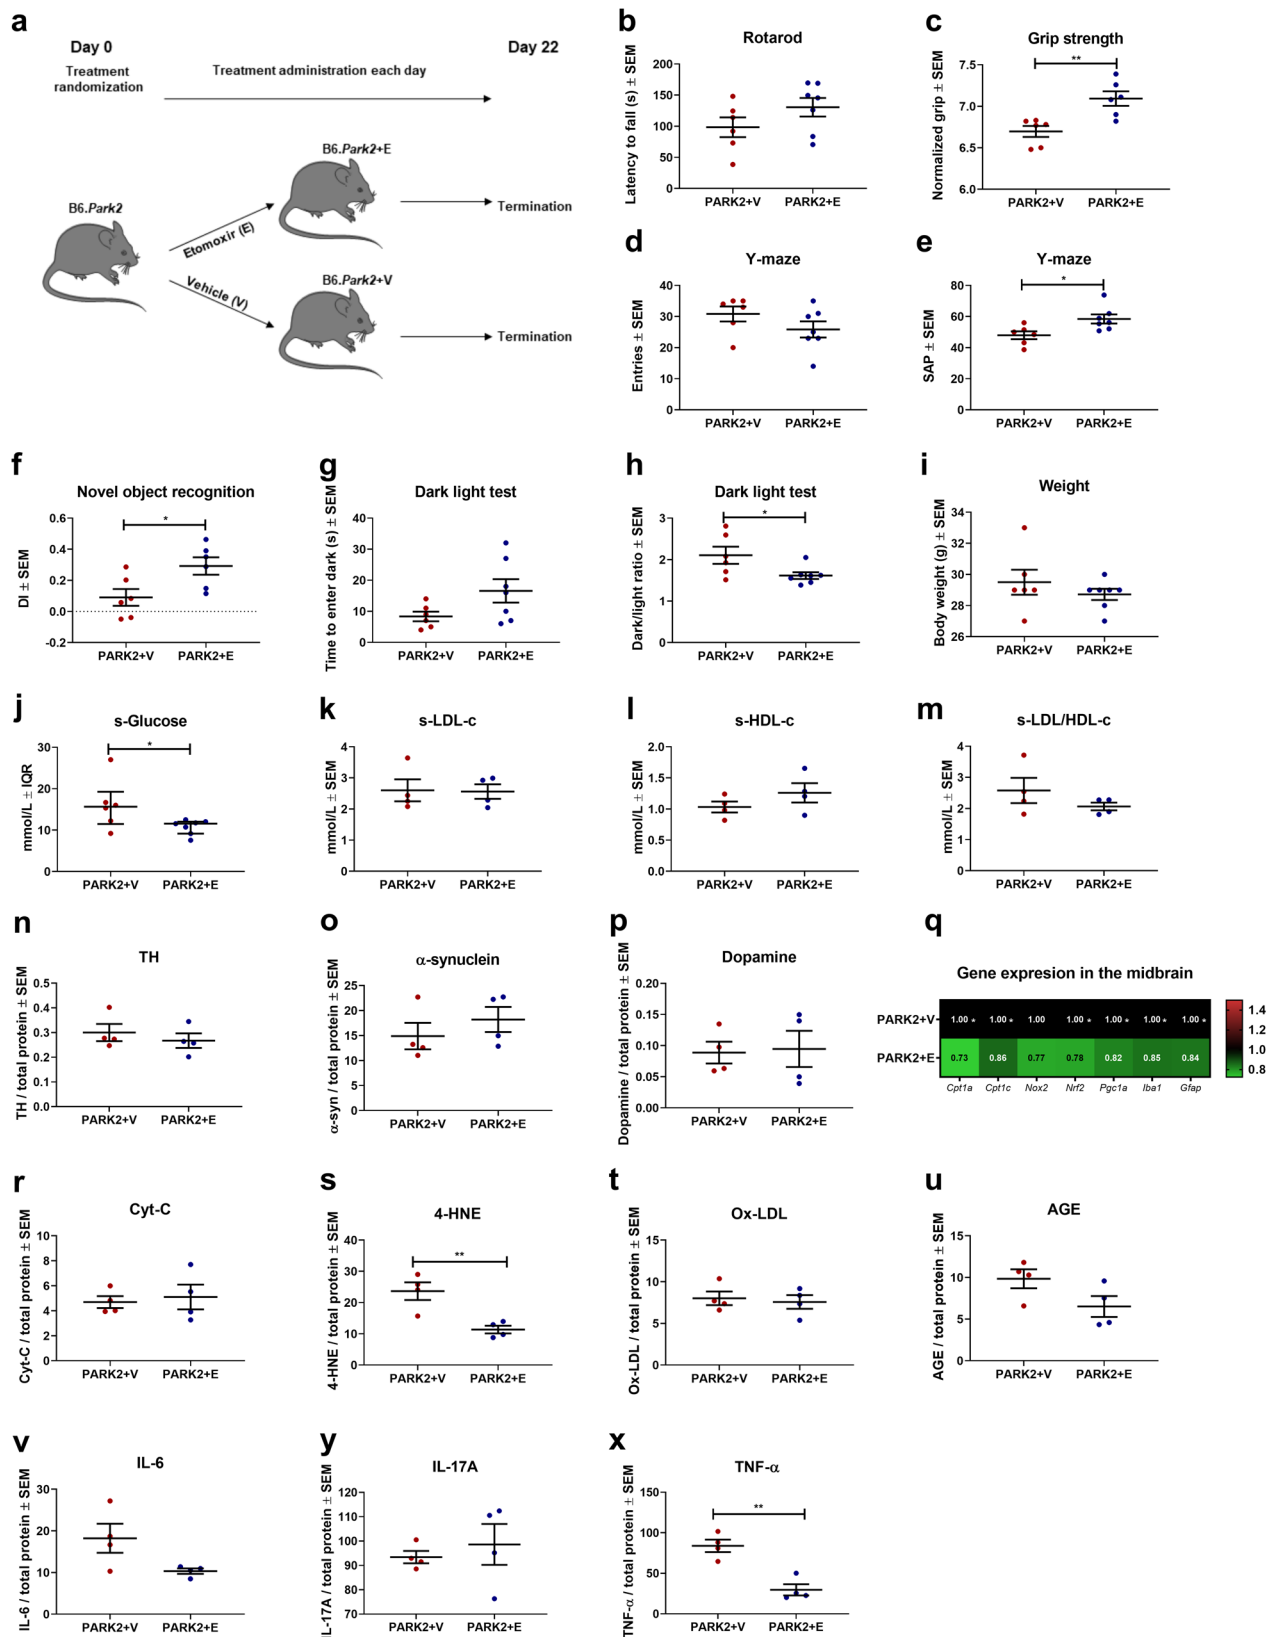 a
Day 0
Day 22
Treatment
randomization
Treatment administration each day
B6.Park2
B6.Park2+E
Etomoxir (E)
Termination
B6.Park2+V
Vehicle (V)
Termination
b
Rotarod
Latency to fall (s) ± SEM
200
150
100
50
0
PARK2+V PARK2+E
c
Grip strength
Normalized grip ± SEM
**
7.5
7.0
6.5
6.0
PARK2+V PARK2+E
d
Y-maze
Entries ± SEM
40
30
20
10
0
PARK2+V PARK2+E
e
Y-maze
SAP ± SEM
*
80
60
40
20
0
PARK2+V PARK2+E
f
Novel object recognition
DI ± SEM
*
0.6
0.4
0.2
0.0
-0.2
PARK2+V PARK2+E
g
Dark light test
Time to enter dark (s) ± SEM
40
30
20
10
0
PARK2+V PARK2+E
h
Dark light test
Dark/light ratio ± SEM
*
3
2
1
0
PARK2+V PARK2+E
i
Weight
Body weight (g) ± SEM
34
32
30
28
26
PARK2+V PARK2+E
j
s-Glucose
mmol/L ± IQR
*
30
20
10
0
PARK2+V PARK2+E
k
s-LDL-c
mmol/L ± SEM
4
3
2
1
0
PARK2+V PARK2+E
l
s-HDL-c
mmol/L ± SEM
2.0
1.5
1.0
0.5
0.0
PARK2+V PARK2+E
m
s-LDL/HDL-c
mmol/L ± SEM
4
3
2
1
0
PARK2+V PARK2+E
n
TH
TH / total protein ± SEM
0.5
0.4
0.3
0.2
0.1
0.0
PARK2+V PARK2+E
o
α-synuclein
α-syn / total protein ± SEM
25
20
15
10
5
0
PARK2+V PARK2+E
p
Dopamine
Dopamine / total protein ± SEM
0.20
0.15
0.10
0.05
0.00
PARK2+V PARK2+E
q
Gene expresion in the midbrain
PARK2+V 1.00 * 1.00 * 1.00 1.00 * 1.00 * 1.00 * 1.00 *
PARK2+E 0.73 0.86 0.77 0.78 0.82 0.85 0.84
Cpt1a Cpt1c Nox2 Nrf2 Pgc1a Iba1 Gfap
1.4
1.2
1.0
0.8
r
Cyt-C
Cyt-C / total protein ± SEM
10
8
6
4
2
0
PARK2+V PARK2+E
s
4-HNE
4-HNE / total protein ± SEM
**
40
30
20
10
0
PARK2+V PARK2+E
t
Ox-LDL
Ox-LDL / total protein ± SEM
15
10
5
0
PARK2+V PARK2+E
u
AGE
AGE / total protein ± SEM
15
10
5
0
PARK2+V PARK2+E
v
IL-6
IL-6 / total protein ± SEM
30
20
10
0
PARK2+V PARK2+E
y
IL-17A
IL-17A / total protein ± SEM
120
110
100
90
80
70
PARK2+V PARK2+E
x
TNF-α
TNF-α / total protein ± SEM
**
150
100
50
0
PARK2+V PARK2+E